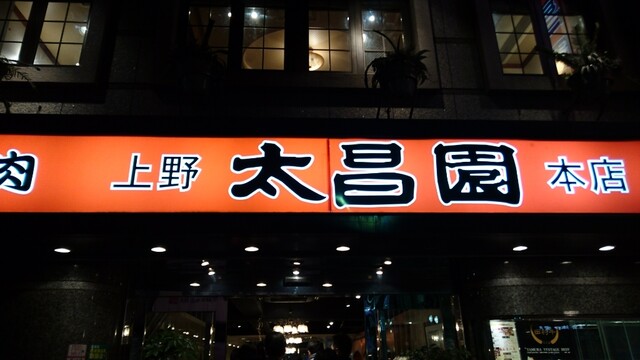 肉 上野 太昌園 本店